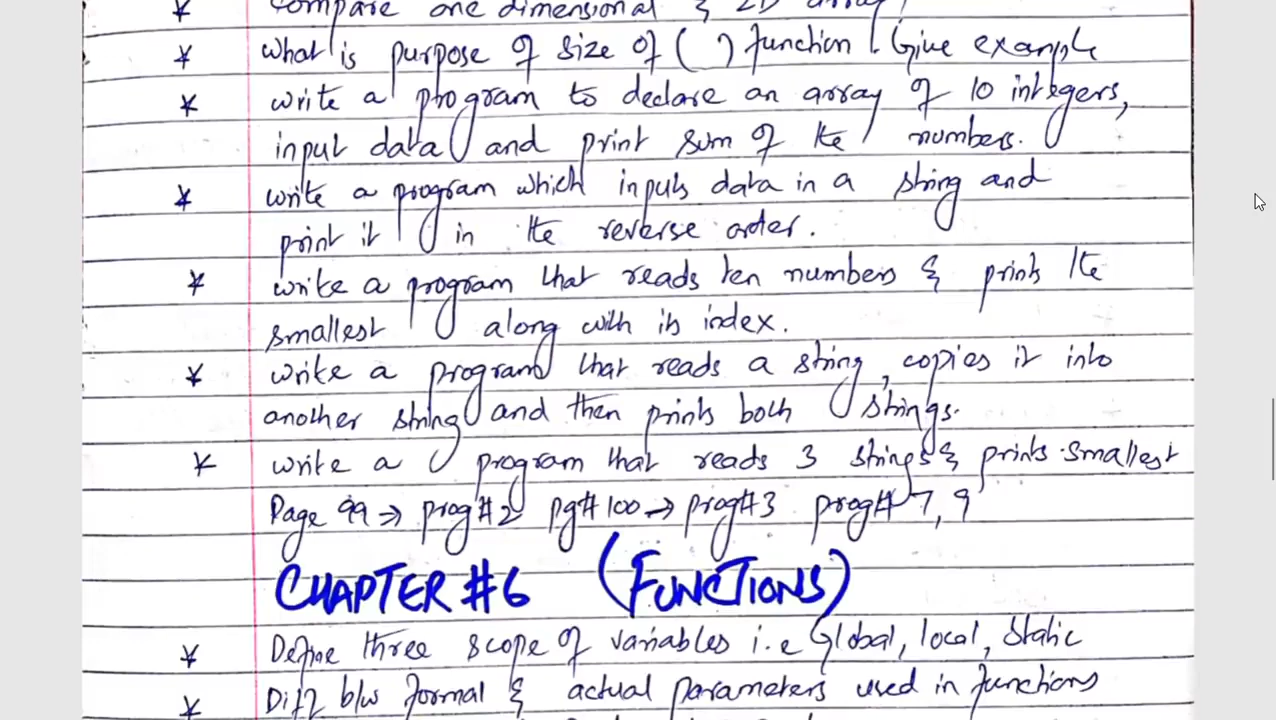 * Compare one dimensional & 2D array?
* What is purpose of size of ( ) function. Give example
* write a program to declare an array of 10 integers,
input data and print sum of the numbers.
* write a program which inputs data in a string and
print it in the reverse order.
* write a program that reads ten numbers & prints the
smallest along with its index.
* write a program that reads a string, copies it into
another string and then prints both strings.
* write a program that reads 3 strings & prints smallest
Page 99 → prog#2 pg#100 → prog#3 prog# 7, 9
CHAPTER #6 (FUNCTIONS)
* Define three scope of variables i.e Global, local, Static
* Diff b/w formal & actual parameters used in functions